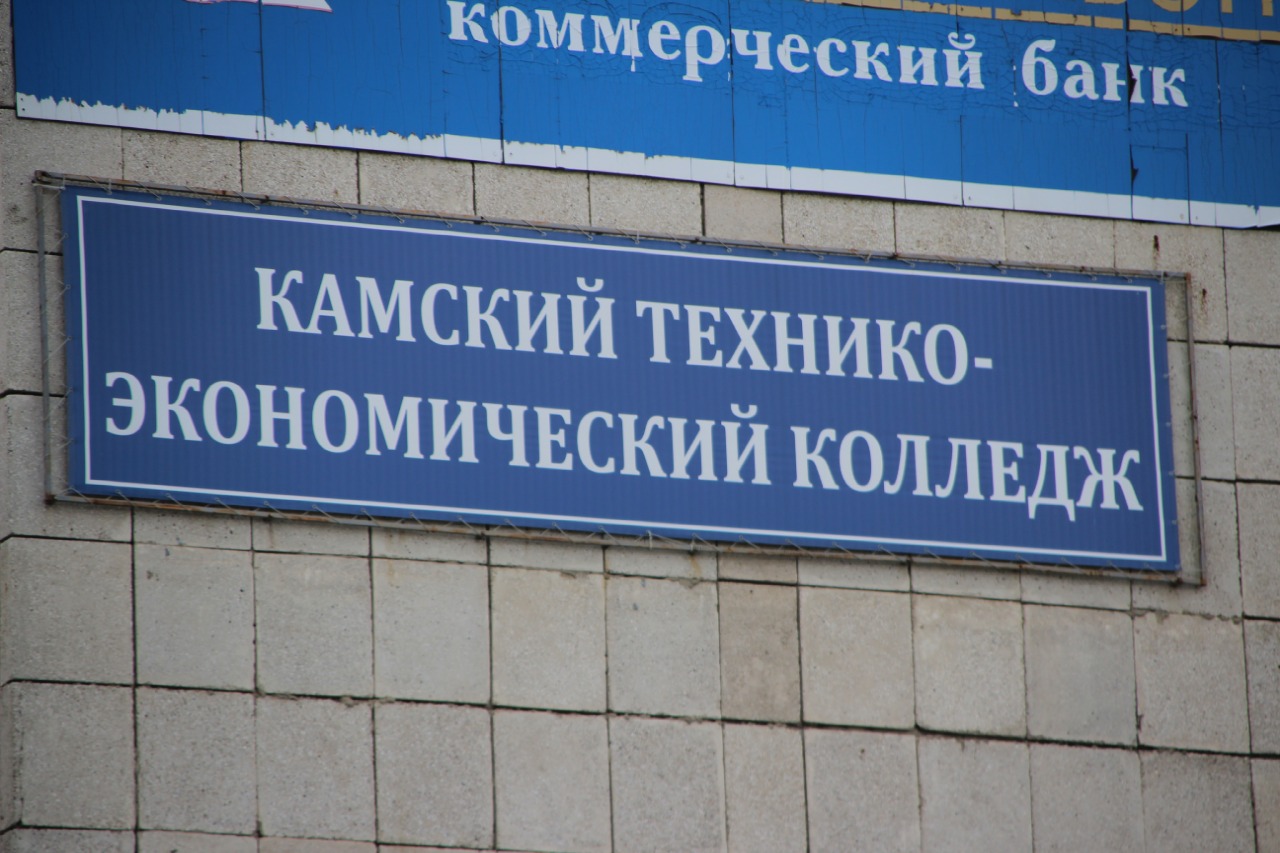 коммерческий банк
КАМСКИЙ ТЕХНИКО-
ЭКОНОМИЧЕСКИЙ КОЛЛЕДЖ